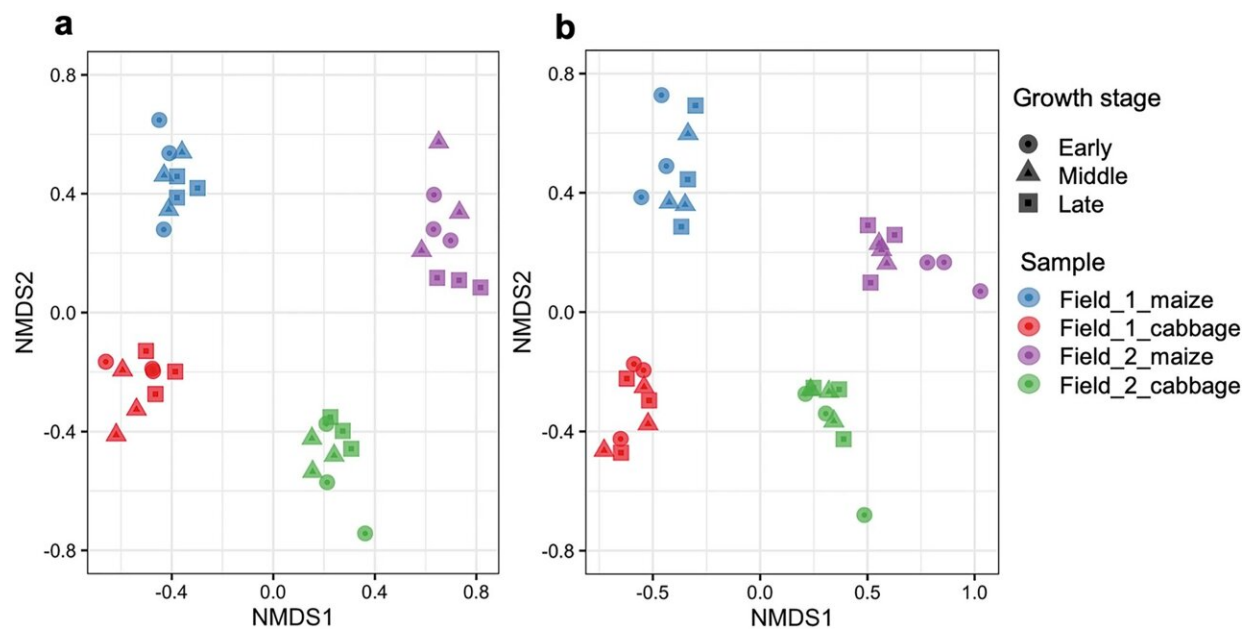 a
0.8
0.4
0.0
-0.4
-0.8
NMDS2
-0.4
0.0
0.4
0.8
NMDS1
b
0.8
0.4
0.0
-0.4
-0.8
NMDS2
-0.5
0.0
0.5
1.0
NMDS1
Growth stage
Early
Middle
Late
Sample
Field_1_maize
Field_1_cabbage
Field_2_maize
Field_2_cabbage